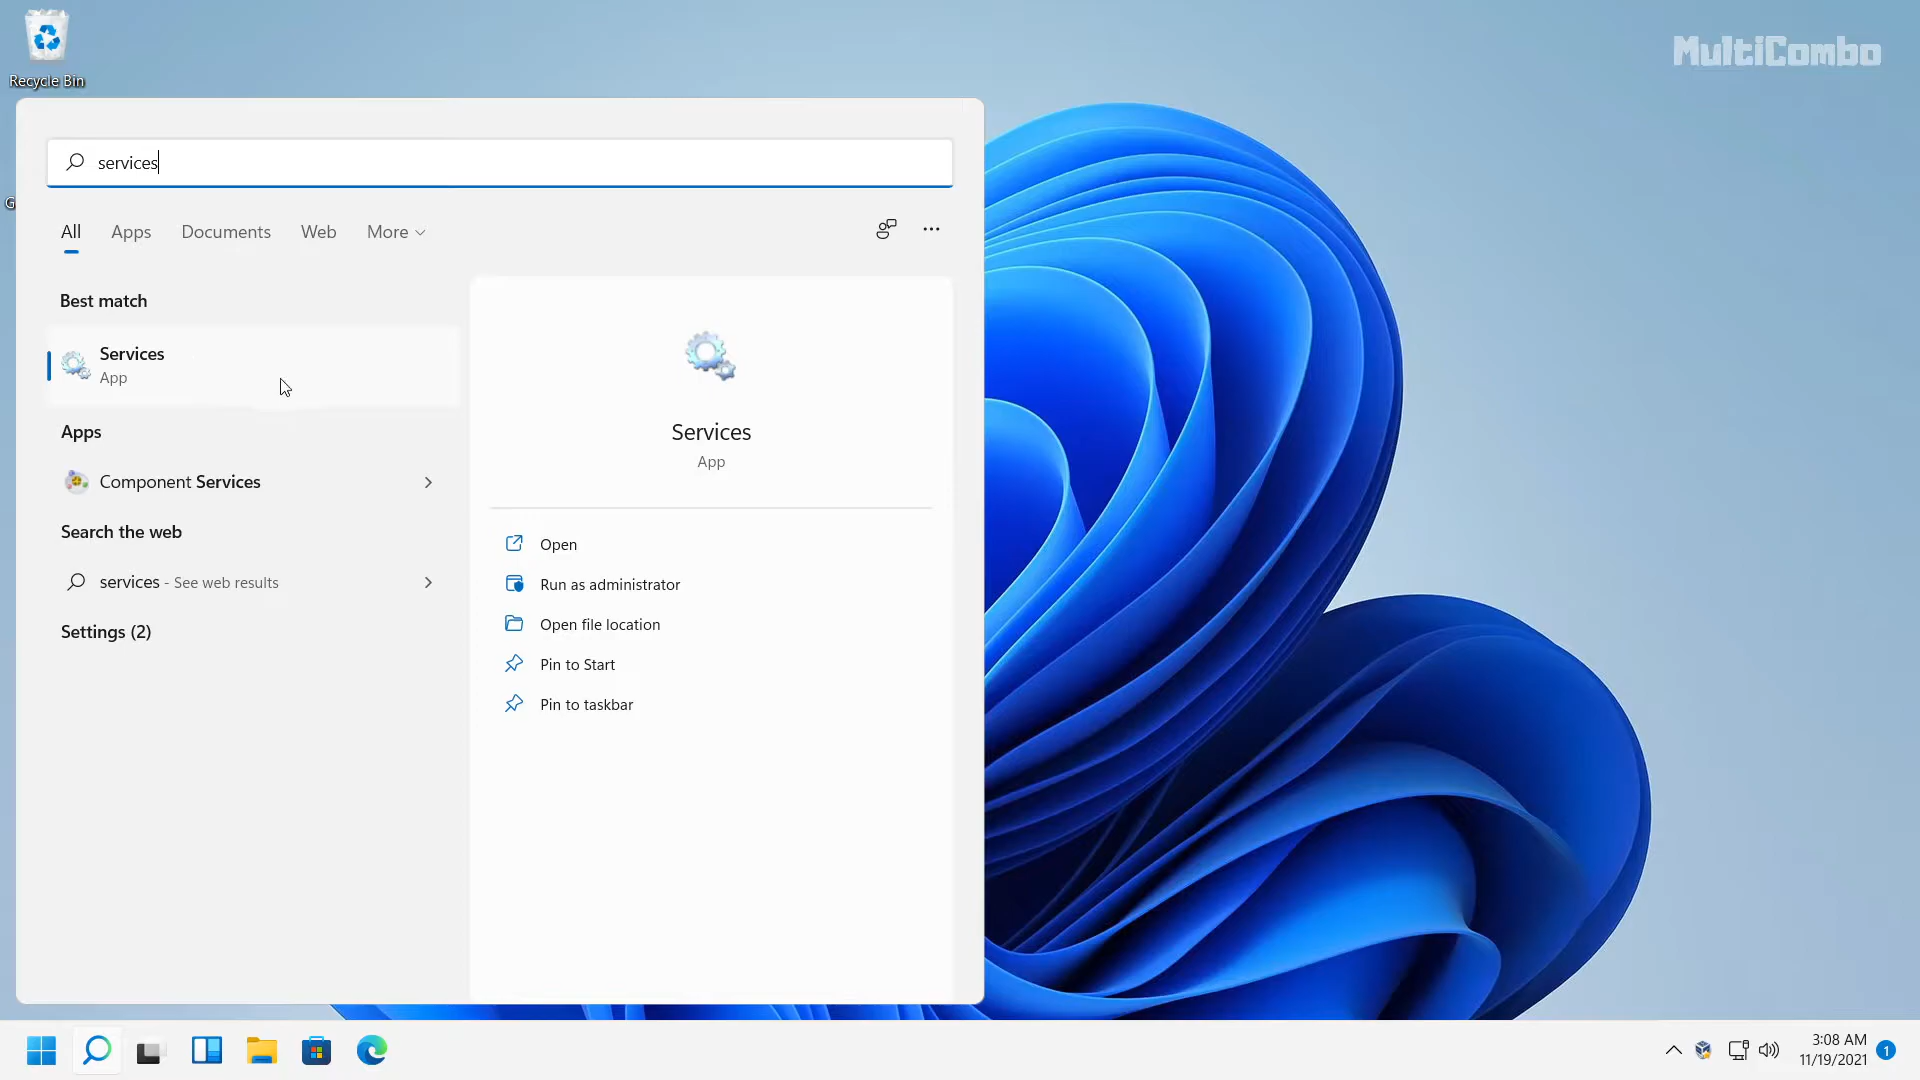 Recycle Bin
MultiCombo
services
G
All
Apps
Documents
Web
More
Best match
Services
App
Apps
Component Services
Search the web
services - See web results
Settings (2)
Services
App
Open
Run as administrator
Open file location
Pin to Start
Pin to taskbar
3:08 AM
11/19/2021
1